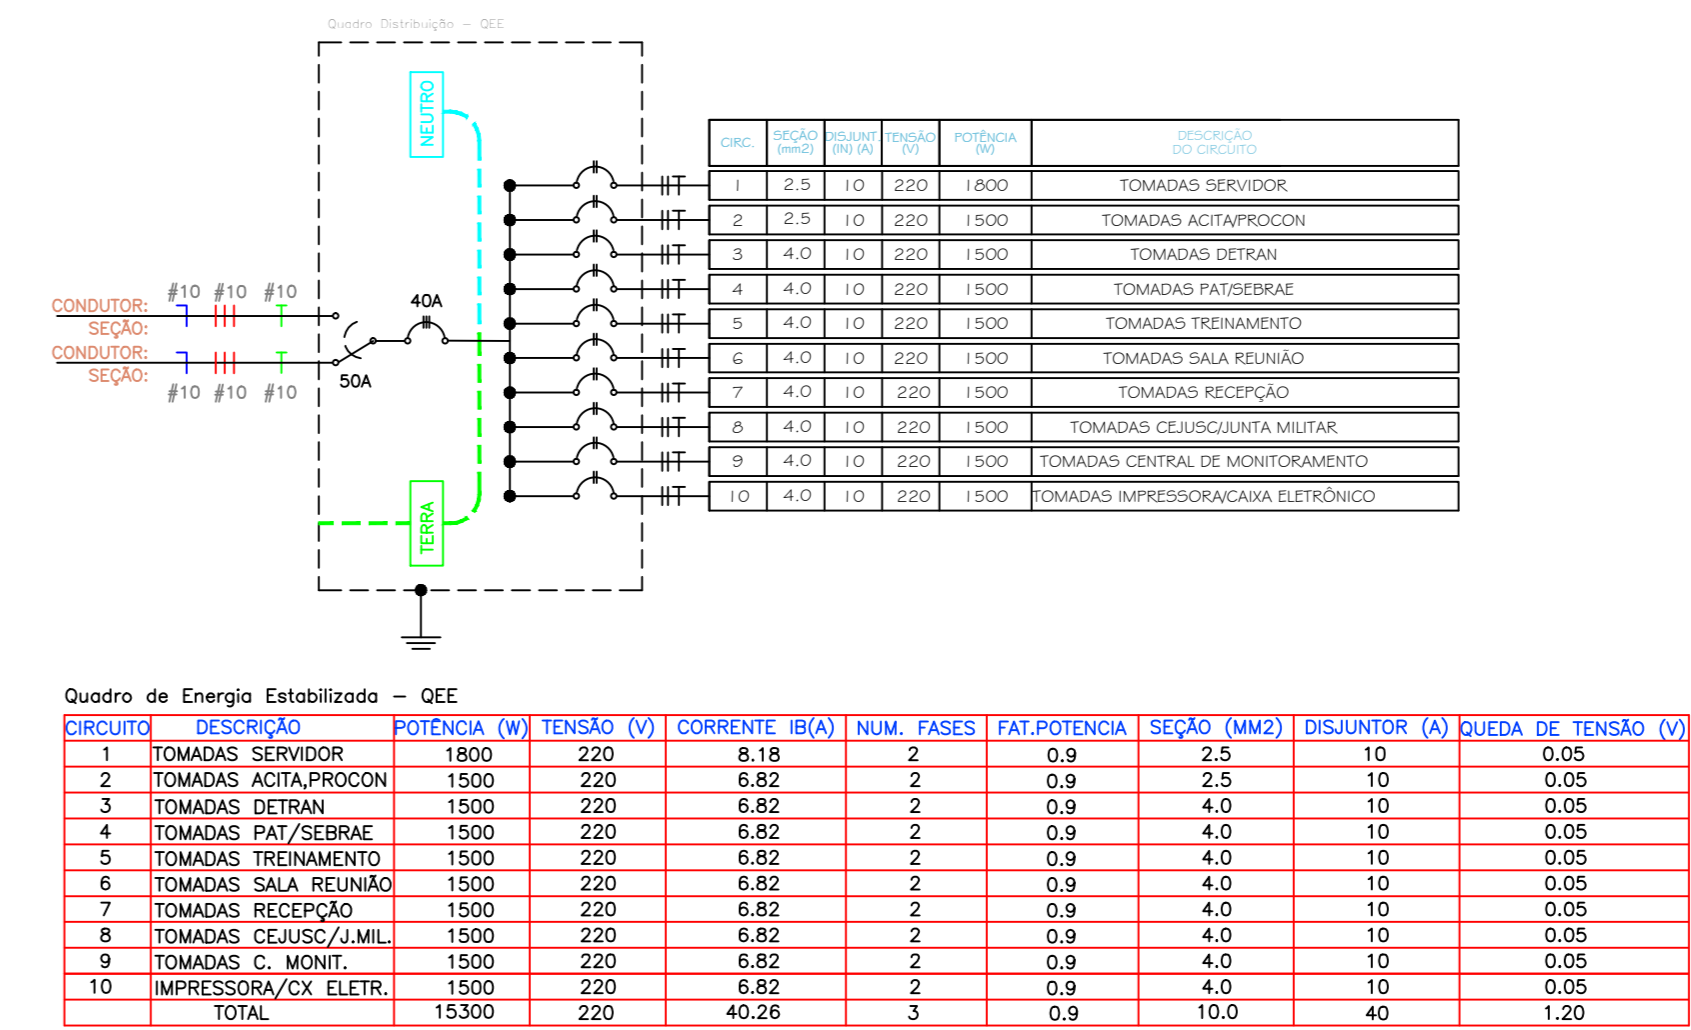 Quadro Distribuição – QEE
NEUTRO
CIRC. SEÇÃO (mm2) DISJUNT. (IN) (A) TENSÃO (V) POTÊNCIA (W) DESCRIÇÃO DO CIRCUITO
1 2.5 10 220 1800 TOMADAS SERVIDOR
2 2.5 10 220 1500 TOMADAS ACITA/PROCON
3 4.0 10 220 1500 TOMADAS DETRAN
4 4.0 10 220 1500 TOMADAS PAT/SEBRAE
5 4.0 10 220 1500 TOMADAS TREINAMENTO
6 4.0 10 220 1500 TOMADAS SALA REUNIÃO
7 4.0 10 220 1500 TOMADAS RECEPÇÃO
8 4.0 10 220 1500 TOMADAS CEJUSC/JUNTA MILITAR
9 4.0 10 220 1500 TOMADAS CENTRAL DE MONITORAMENTO
10 4.0 10 220 1500 TOMADAS IMPRESSORA/CAIXA ELETRÔNICO
#10 #10 #10
CONDUTOR:
SEÇÃO:
CONDUTOR:
SEÇÃO:
#10 #10 #10
40A
50A
TERRA
Quadro de Energia Estabilizada – QEE
CIRCUITO DESCRIÇÃO POTÊNCIA (W) TENSÃO (V) CORRENTE IB(A) NUM. FASES FAT.POTENCIA SEÇÃO (MM2) DISJUNTOR (A) QUEDA DE TENSÃO (V)
1 TOMADAS SERVIDOR 1800 220 8.18 2 0.9 2.5 10 0.05
2 TOMADAS ACITA,PROCON 1500 220 6.82 2 0.9 2.5 10 0.05
3 TOMADAS DETRAN 1500 220 6.82 2 0.9 4.0 10 0.05
4 TOMADAS PAT/SEBRAE 1500 220 6.82 2 0.9 4.0 10 0.05
5 TOMADAS TREINAMENTO 1500 220 6.82 2 0.9 4.0 10 0.05
6 TOMADAS SALA REUNIÃO 1500 220 6.82 2 0.9 4.0 10 0.05
7 TOMADAS RECEPÇÃO 1500 220 6.82 2 0.9 4.0 10 0.05
8 TOMADAS CEJUSC/J.MIL. 1500 220 6.82 2 0.9 4.0 10 0.05
9 TOMADAS C. MONIT. 1500 220 6.82 2 0.9 4.0 10 0.05
10 IMPRESSORA/CX ELETR. 1500 220 6.82 2 0.9 4.0 10 0.05
TOTAL 15300 220 40.26 3 0.9 10.0 40 1.20